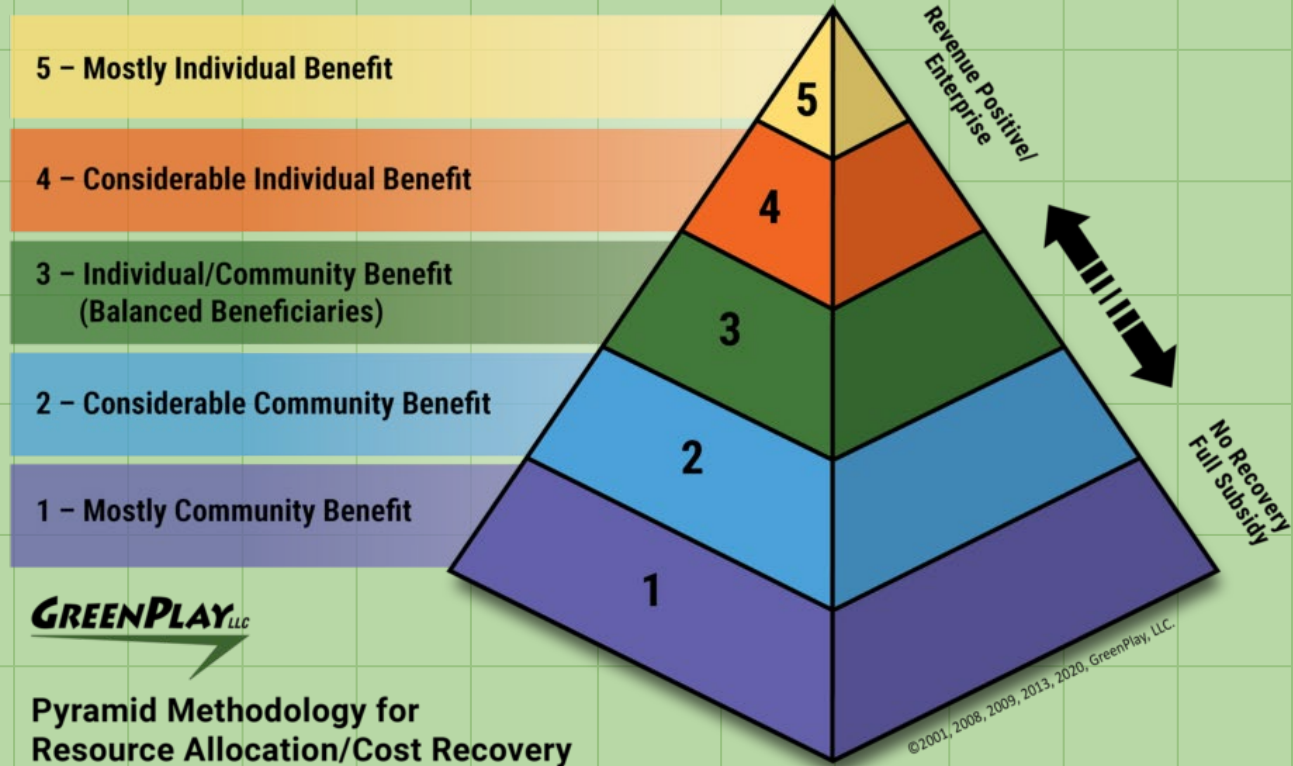 5 – Mostly Individual Benefit
4 – Considerable Individual Benefit
3 – Individual/Community Benefit
(Balanced Beneficiaries)
2 – Considerable Community Benefit
1 – Mostly Community Benefit
5
4
3
2
1
Revenue Positive/
Enterprise
No Recovery
Full Subsidy
GREENPLAY LLC
Pyramid Methodology for
Resource Allocation/Cost Recovery
©2001, 2008, 2009, 2013, 2020, GreenPlay, LLC.